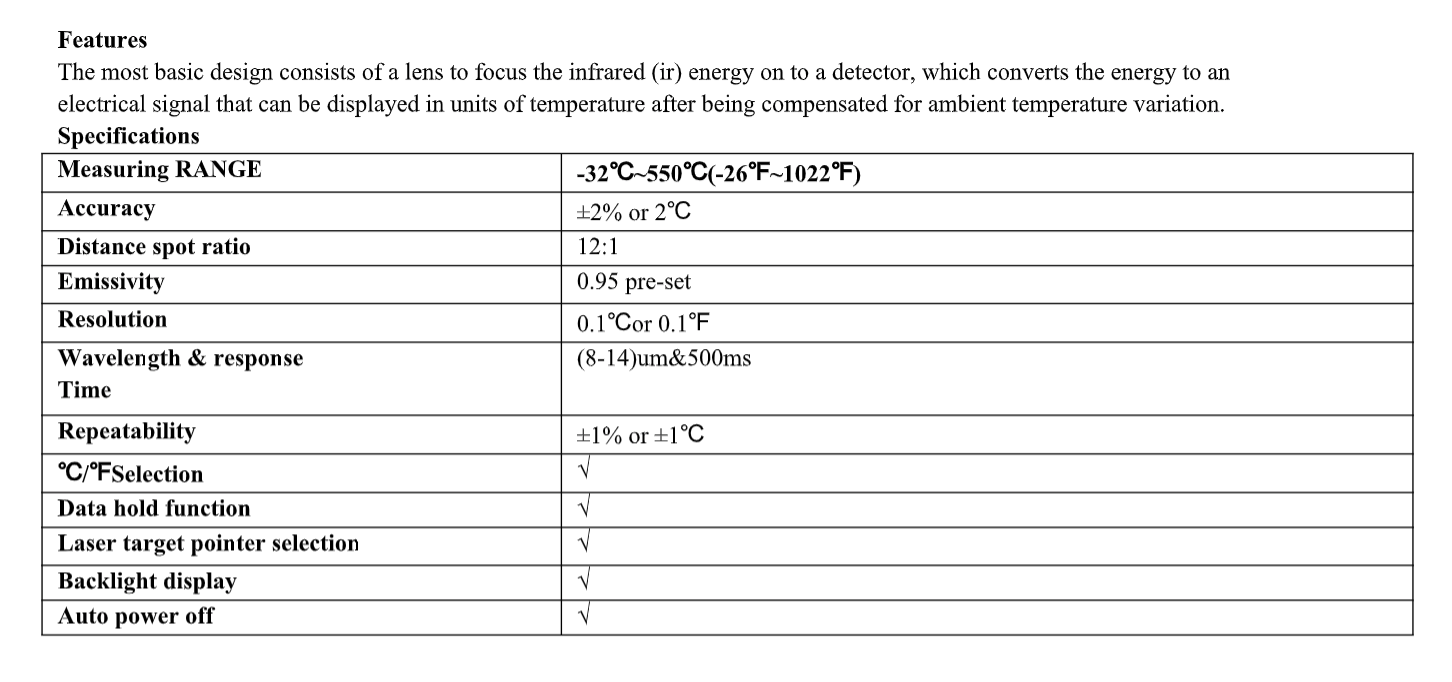 Features
The most basic design consists of a lens to focus the infrared (ir) energy on to a detector, which converts the energy to an
electrical signal that can be displayed in units of temperature after being compensated for ambient temperature variation.
Specifications
Measuring RANGE -32℃~550℃(-26℉~1022℉)
Accuracy ±2% or 2℃
Distance spot ratio 12:1
Emissivity 0.95 pre-set
Resolution 0.1℃or 0.1℉
Wavelength & response (8-14)um&500ms
Time
Repeatability ±1% or ±1℃
℃/℉Selection √
Data hold function √
Laser target pointer selection √
Backlight display √
Auto power off √